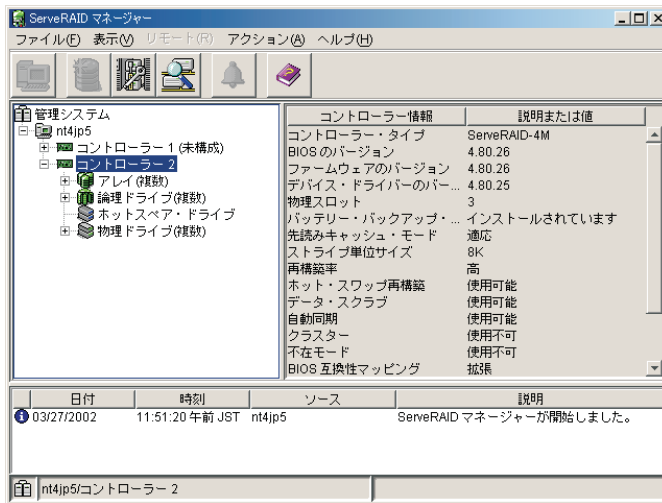 ServeRAID マネージャー
ファイル(F) 表示(V) リモート(R) アクション(A) ヘルプ(H)
管理システム
nt4jp5
コントローラー 1 (未構成)
コントローラー 2
アレイ(複数)
論理ドライブ(複数)
ホットスペア・ドライブ
物理ドライブ(複数)
コントローラー情報 説明または値
コントローラー・タイプ ServeRAID-4M
BIOS のバージョン 4.80.26
ファームウェアのバージョン 4.80.26
デバイス・ドライバーのバー... 4.80.25
物理スロット 3
バッテリー・バックアップ・... インストールされています
先読みキャッシュ・モード 適応
ストライプ単位サイズ 8K
再構築率 高
ホット・スワップ再構築 使用可能
データ・スクラブ 使用可能
自動同期 使用可能
クラスター 使用不可
不在モード 使用不可
BIOS 互換性マッピング 拡張
日付 時刻 ソース 説明
03/27/2002 11:51:20 午前 JST nt4jp5 ServeRAID マネージャーが開始しました。
nt4jp5/コントローラー 2